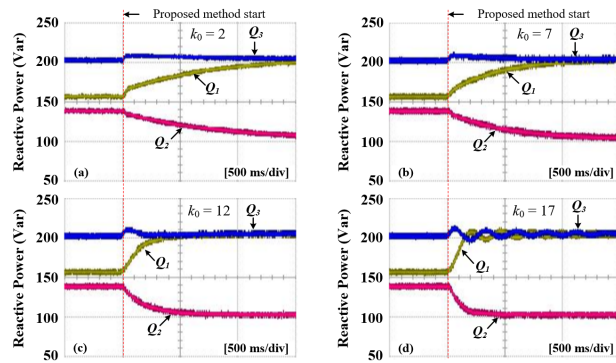 Proposed method start
Proposed method start
250
200
150
100
50
Reactive Power (Var)
k₀ = 2
Q₃
Q₁
Q₂
(a)
[500 ms/div]
250
200
150
100
50
Reactive Power (Var)
k₀ = 7
Q₃
Q₁
Q₂
(b)
[500 ms/div]
250
200
150
100
50
Reactive Power (Var)
k₀ = 12
Q₃
Q₁
Q₂
(c)
[500 ms/div]
250
200
150
100
50
Reactive Power (Var)
k₀ = 17
Q₃
Q₁
Q₂
(d)
[500 ms/div]